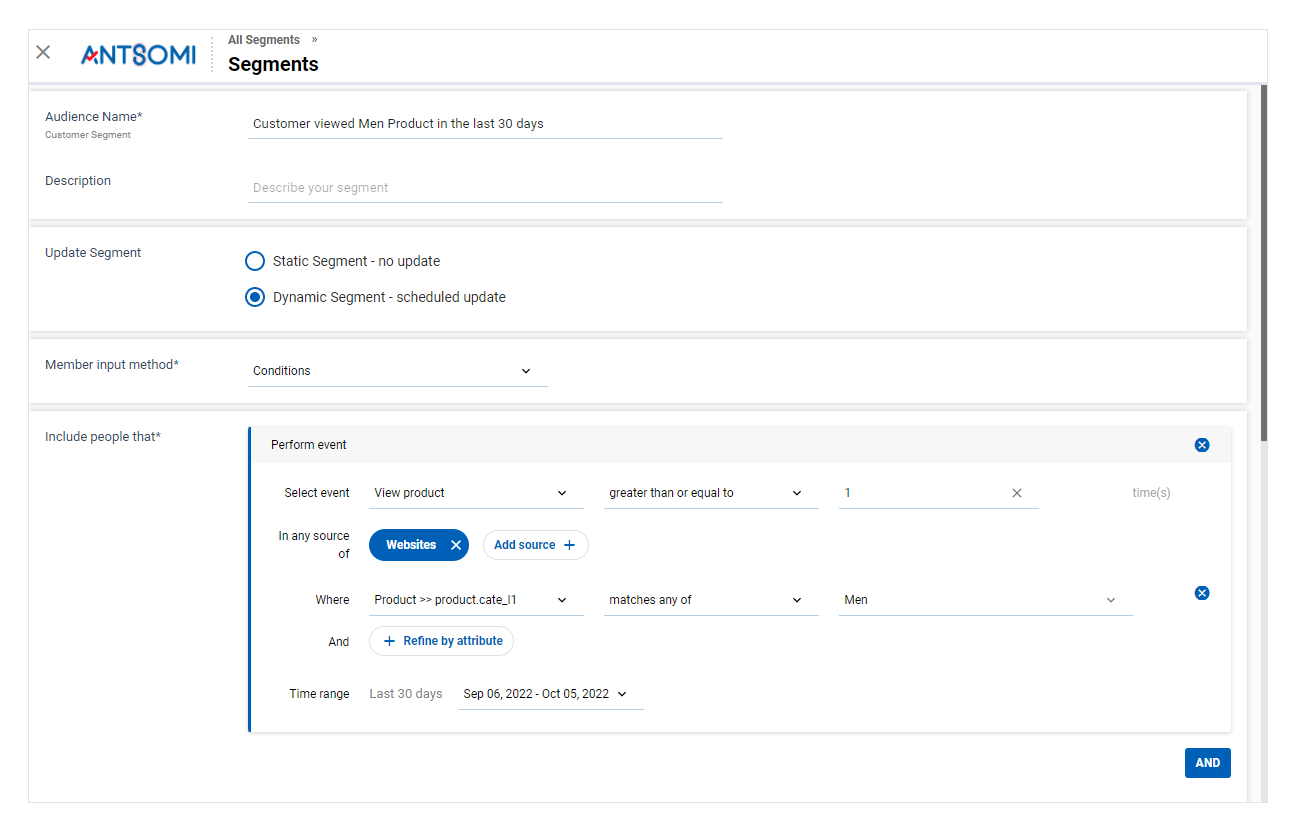 ANTSOMI
All Segments »
Segments
Audience Name*
Customer Segment
Customer viewed Men Product in the last 30 days
Description
Describe your segment
Update Segment
Static Segment - no update
Dynamic Segment - scheduled update
Member input method*
Conditions
Include people that*
Perform event
Select event View product greater than or equal to 1 time(s)
In any source of Websites Add source +
Where Product >> product.cate_l1 matches any of Men
And + Refine by attribute
Time range Last 30 days Sep 06, 2022 - Oct 05, 2022
AND